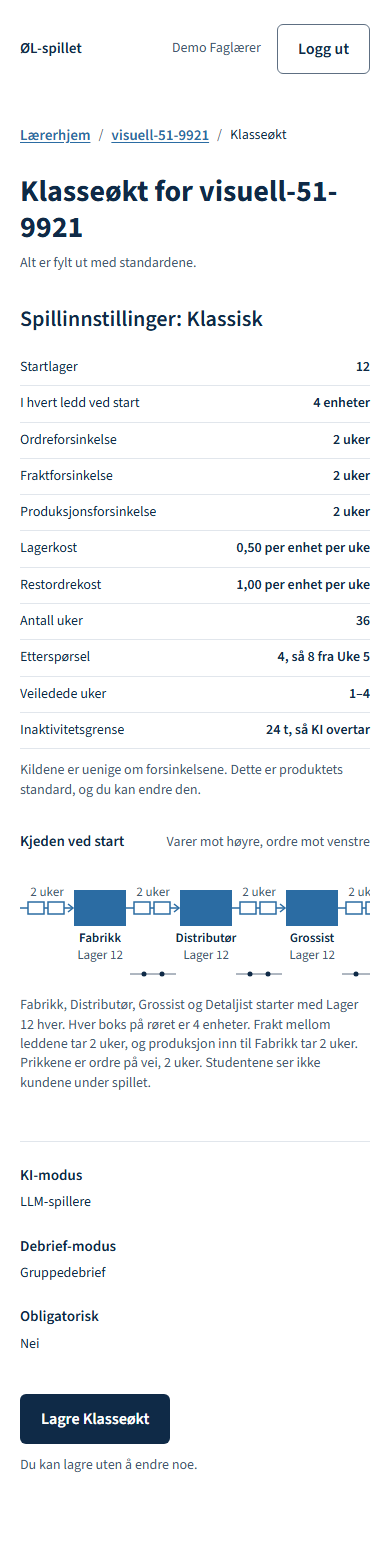 ØL-spillet
Demo Faglærer
Logg ut
Lærerhjem / visuell-51-9921 / Klasseøkt
Klasseøkt for visuell-51-
9921
Alt er fylt ut med standardene.
Spillinnstillinger: Klassisk
Startlager 12
I hvert ledd ved start 4 enheter
Ordreforsinkelse 2 uker
Fraktforsinkelse 2 uker
Produksjonsforsinkelse 2 uker
Lagerkost 0,50 per enhet per uke
Restordrekost 1,00 per enhet per uke
Antall uker 36
Etterspørsel 4, så 8 fra Uke 5
Veiledede uker 1–4
Inaktivitetsgrense 24 t, så KI overtar
Kildene er uenige om forsinkelsene. Dette er produktets
standard, og du kan endre den.
Kjeden ved start Varer mot høyre, ordre mot venstre
2 uker 2 uker 2 uker 2 uk
Fabrikk Distributør Grossist
Lager 12 Lager 12 Lager 12
Fabrikk, Distributør, Grossist og Detaljist starter med Lager
12 hver. Hver boks på røret er 4 enheter. Frakt mellom
leddene tar 2 uker, og produksjon inn til Fabrikk tar 2 uker.
Prikkene er ordre på vei, 2 uker. Studentene ser ikke
kundene under spillet.
KI-modus
LLM-spillere
Debrief-modus
Gruppedebrief
Obligatorisk
Nei
Lagre Klasseøkt
Du kan lagre uten å endre noe.